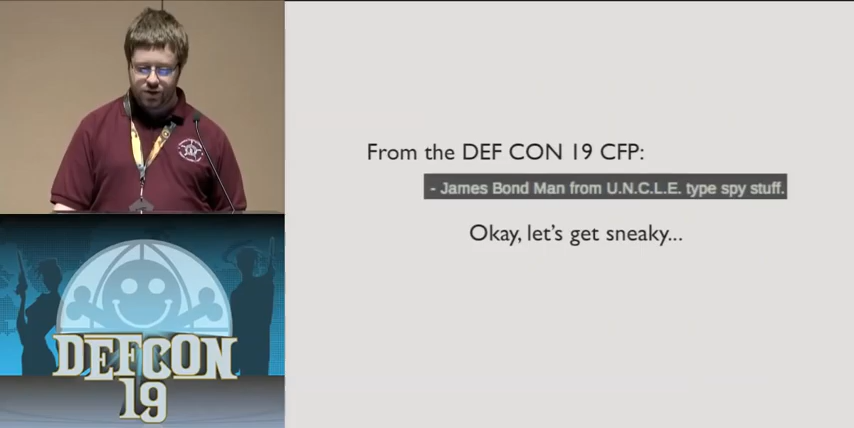 From the DEF CON 19 CFP:
- James Bond Man from U.N.C.L.E. type spy stuff.
Okay, let's get sneaky...
DEFCON
19